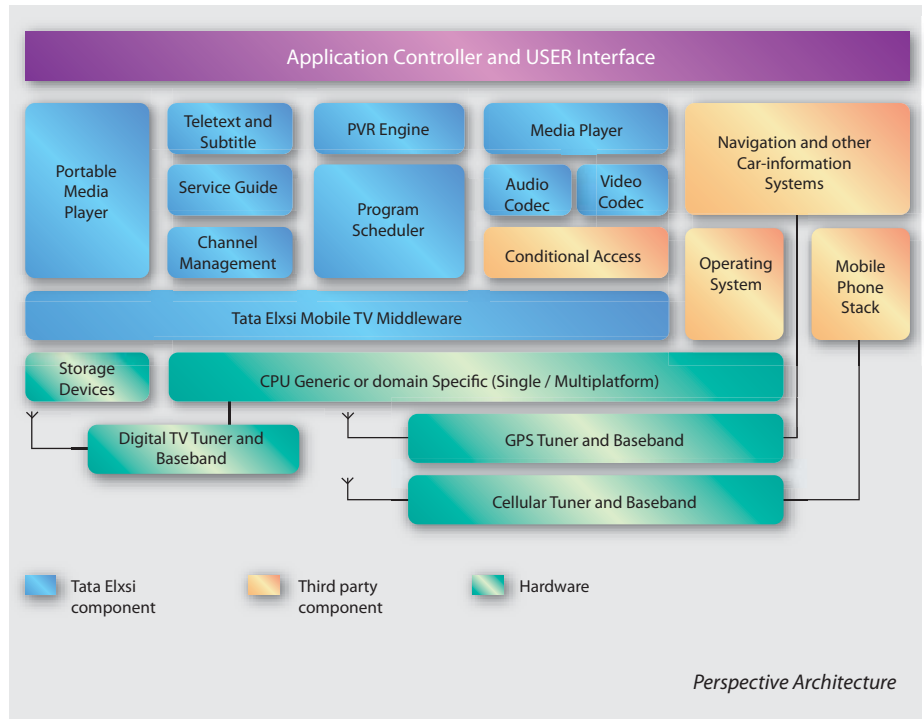 Application Controller and USER Interface
Portable
Media
Player
Teletext and
Subtitle
Service Guide
Channel
Management
PVR Engine
Program
Scheduler
Media Player
Audio
Codec
Video
Codec
Conditional Access
Navigation and other
Car-information
Systems
Operating
System
Mobile
Phone
Stack
Tata Elxsi Mobile TV Middleware
Storage
Devices
CPU Generic or domain Specific (Single / Multiplatform)
Digital TV Tuner and
Baseband
GPS Tuner and Baseband
Cellular Tuner and Baseband
Tata Elxsi
component
Third party
component
Hardware
Perspective Architecture